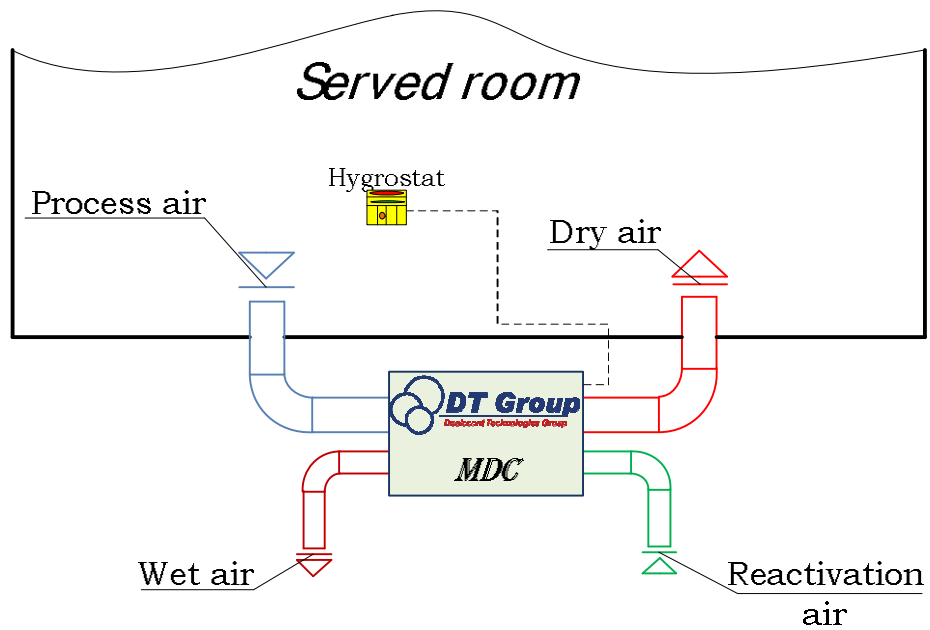 Served room
Hygrostat
Process air
Dry air
DT Group
Desiccant Technologies Group
MDC
Wet air
Reactivation
air